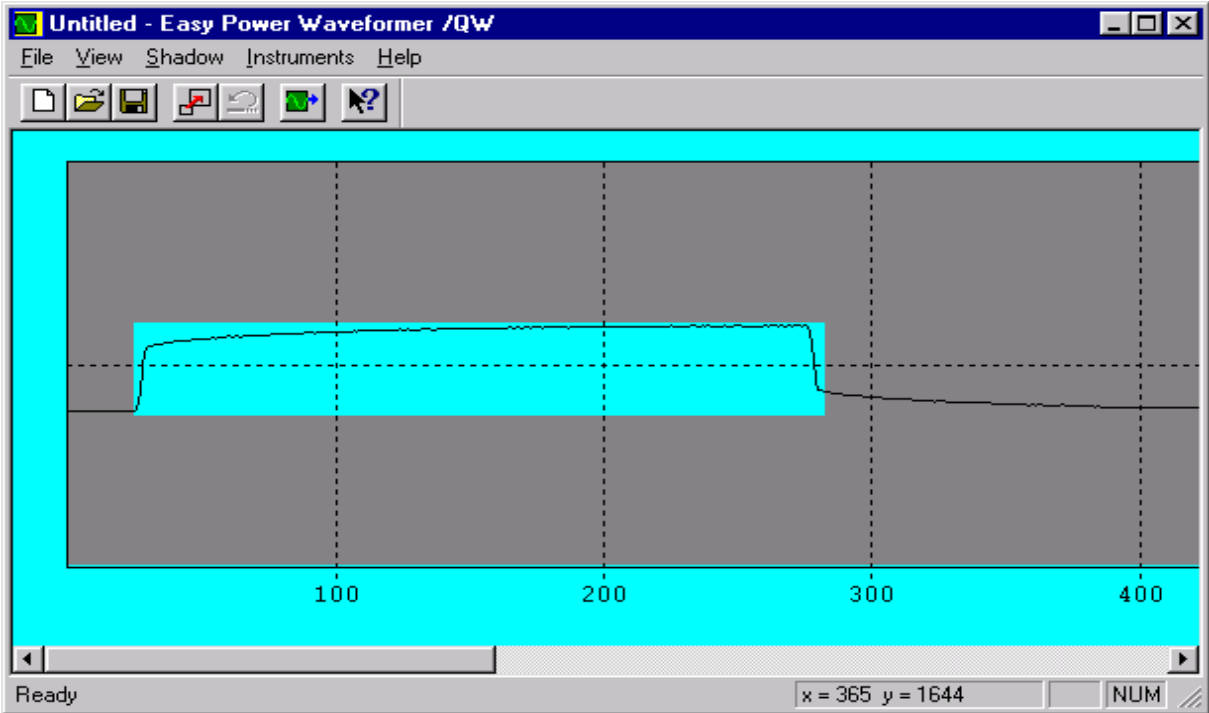 Untitled - Easy Power Waveformer /QW
File View Shadow Instruments Help
?
100 200 300 400
Ready x = 365 y = 1644 NUM